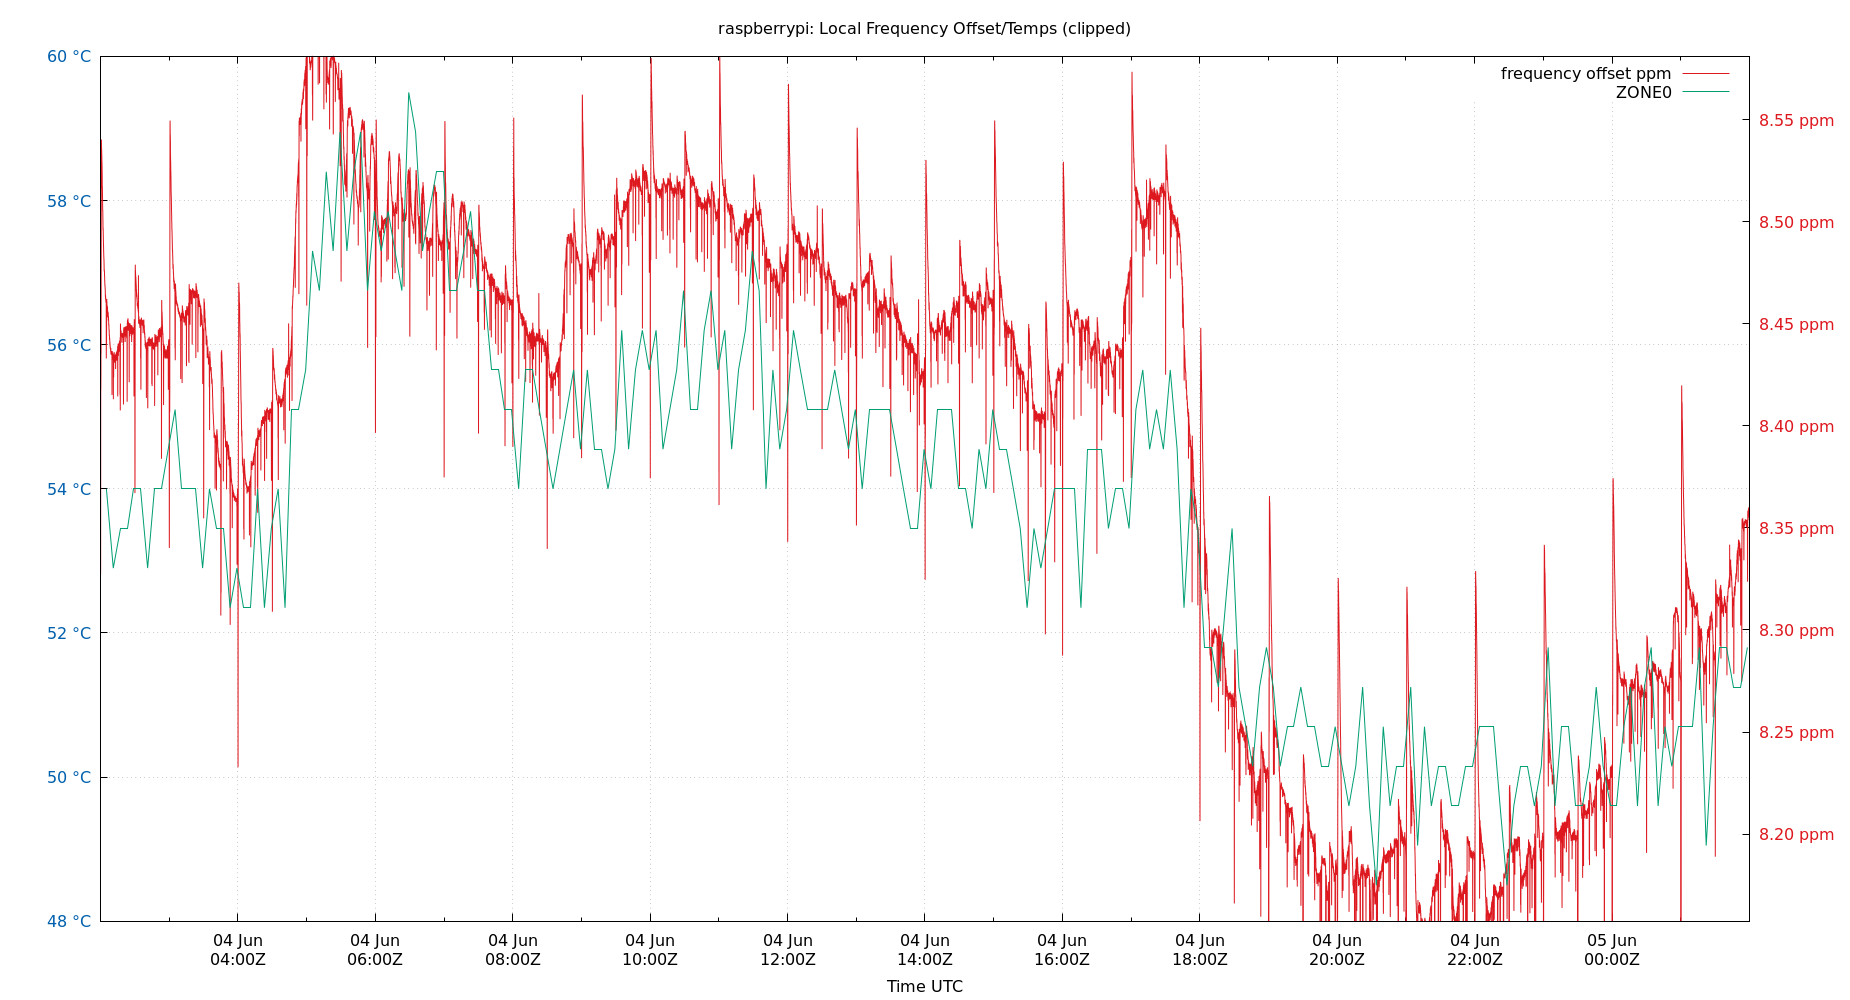 raspberrypi: Local Frequency Offset/Temps (clipped)
frequency offset ppm
ZONE0
60 °C
58 °C
56 °C
54 °C
52 °C
50 °C
48 °C
8.55 ppm
8.50 ppm
8.45 ppm
8.40 ppm
8.35 ppm
8.30 ppm
8.25 ppm
8.20 ppm
04 Jun 04 Jun 04 Jun 04 Jun 04 Jun 04 Jun 04 Jun 04 Jun 04 Jun 04 Jun 05 Jun
04:00Z 06:00Z 08:00Z 10:00Z 12:00Z 14:00Z 16:00Z 18:00Z 20:00Z 22:00Z 00:00Z
Time UTC